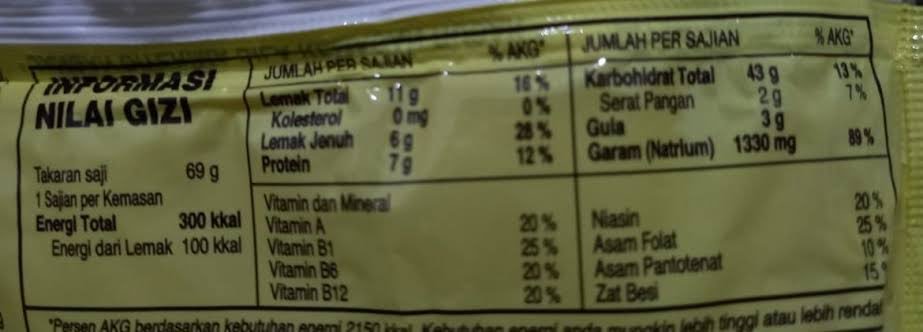 INFORMASI
NILAI GIZI
Takaran saji 69 g
1 Sajian per Kemasan
Energi Total 300 kkal
Energi dari Lemak 100 kkal
JUMLAH PER SAJIAN % AKG*
Lemak Total 11 g 16 %
Kolesterol 0 mg 0 %
Lemak Jenuh 6 g 28 %
Protein 7 g 12 %
Vitamin dan Mineral
Vitamin A 20 %
Vitamin B1 25 %
Vitamin B6 20 %
Vitamin B12 20 %
JUMLAH PER SAJIAN % AKG*
Karbohidrat Total 43 g 13 %
Serat Pangan 2 g 7 %
Gula 3 g
Garam (Natrium) 1330 mg 89 %
Niasin 20 %
Asam Folat 25 %
Asam Pantotenat 10 %
Zat Besi 15 %
*Persen AKG berdasarkan kebutuhan energi 2150 kkal. Kebutuhan energi anda mungkin lebih tinggi atau lebih rendah